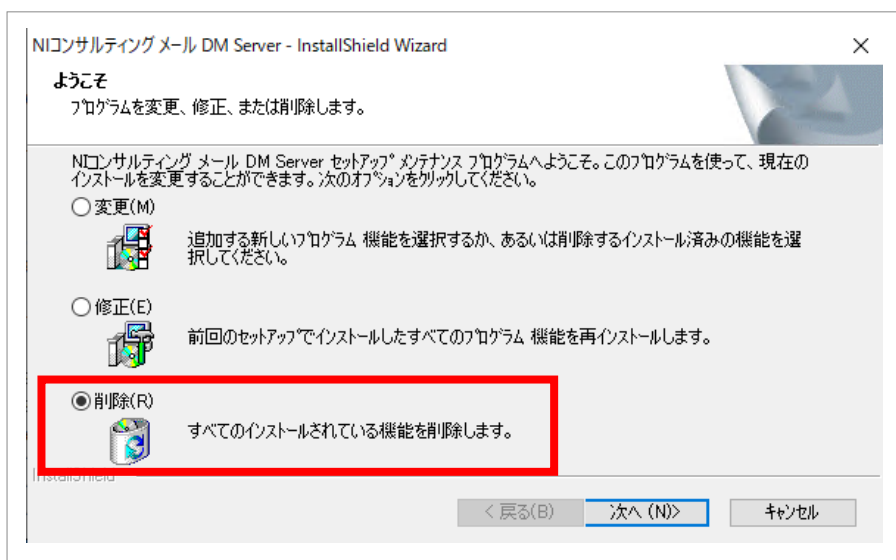 NIコンサルティング メール DM Server - InstallShield Wizard
ようこそ
プログラムを変更、修正、または削除します。
NIコンサルティング メール DM Server セットアップ メンテナンス プログラムへようこそ。このプログラムを使って、現在の
インストールを変更することができます。次のオプションをクリックしてください。
変更(M)
追加する新しいプログラム 機能を選択するか、あるいは削除するインストール済みの機能を選
択してください。
修正(E)
前回のセットアップでインストールしたすべてのプログラム 機能を再インストールします。
削除(R)
すべてのインストールされている機能を削除します。
InstallShield
< 戻る(B)
次へ (N)>
キャンセル